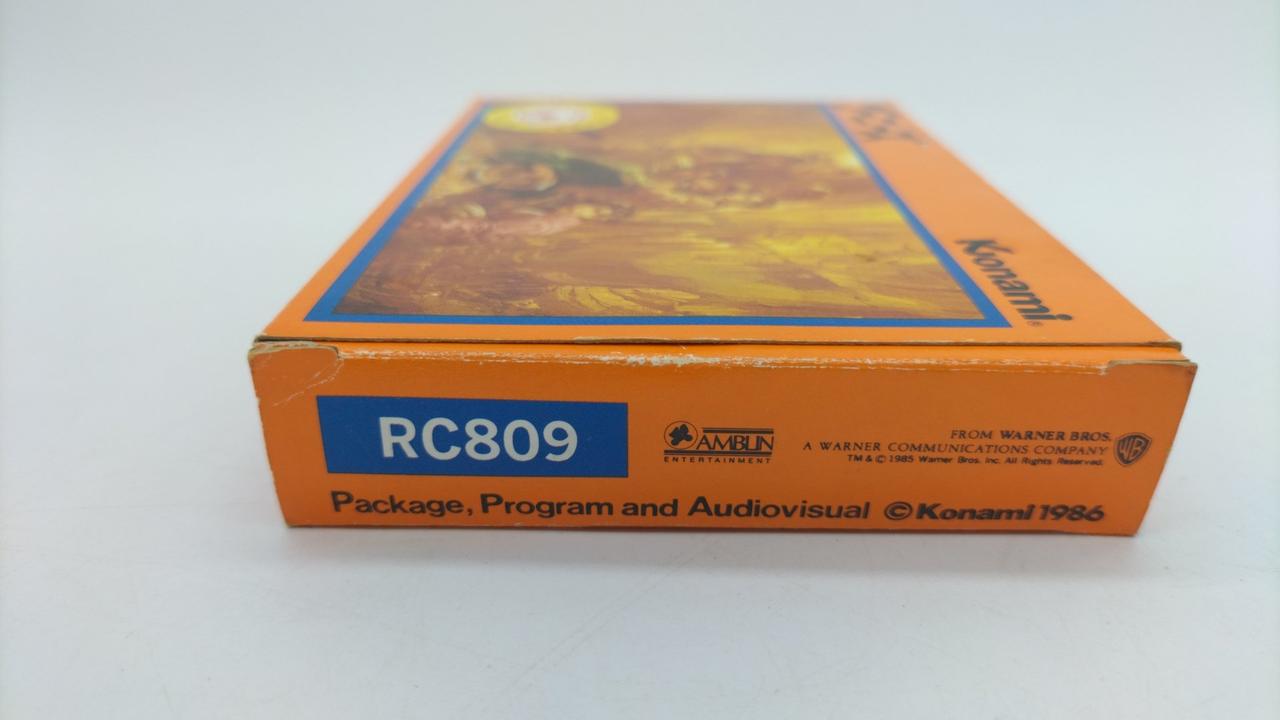 Konami®
RC809
AMBLIN
ENTERTAINMENT
FROM WARNER BROS.
A WARNER COMMUNICATIONS COMPANY
TM & © 1985 Warner Bros. Inc. All Rights Reserved.
WB
Package, Program and Audiovisual © Konami 1986